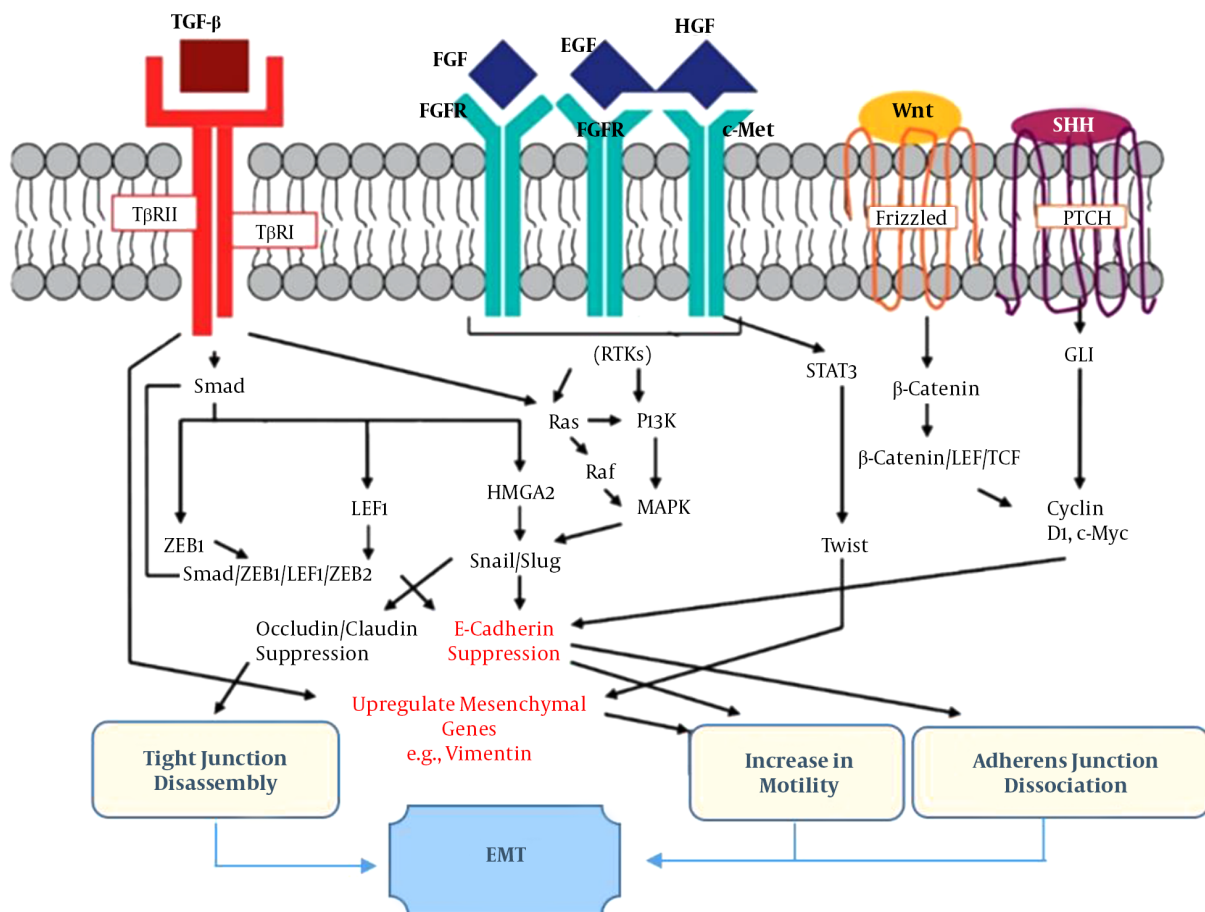 TGF-β
FGF
EGF
HGF
FGFR
FGFR
c-Met
Wnt
SHH
TβRII
TβRI
Frizzled
PTCH
(RTKs)
Smad
STAT3
GLI
β-Catenin
Ras
P13K
Raf
β-Catenin/LEF/TCF
HMGA2
LEF1
MAPK
Cyclin
D1, c-Myc
ZEB1
Snail/Slug
Twist
Smad/ZEB1/LEF1/ZEB2
Occludin/Claudin
Suppression
E-Cadherin
Suppression
Upregulate Mesenchymal
Genes
e.g., Vimentin
Tight Junction
Disassembly
Increase in
Motility
Adherens Junction
Dissociation
EMT